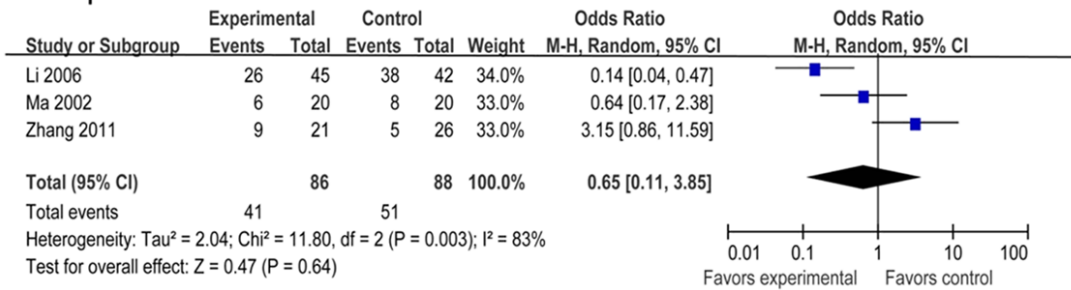 Experimental Control Odds Ratio Odds Ratio
Study or Subgroup Events Total Events Total Weight M-H, Random, 95% CI M-H, Random, 95% CI
Li 2006 26 45 38 42 34.0% 0.14 [0.04, 0.47]
Ma 2002 6 20 8 20 33.0% 0.64 [0.17, 2.38]
Zhang 2011 9 21 5 26 33.0% 3.15 [0.86, 11.59]
Total (95% CI) 86 88 100.0% 0.65 [0.11, 3.85]
Total events 41 51
Heterogeneity: Tau² = 2.04; Chi² = 11.80, df = 2 (P = 0.003); I² = 83%
Test for overall effect: Z = 0.47 (P = 0.64)
0.01 0.1 1 10 100
Favors experimental Favors control